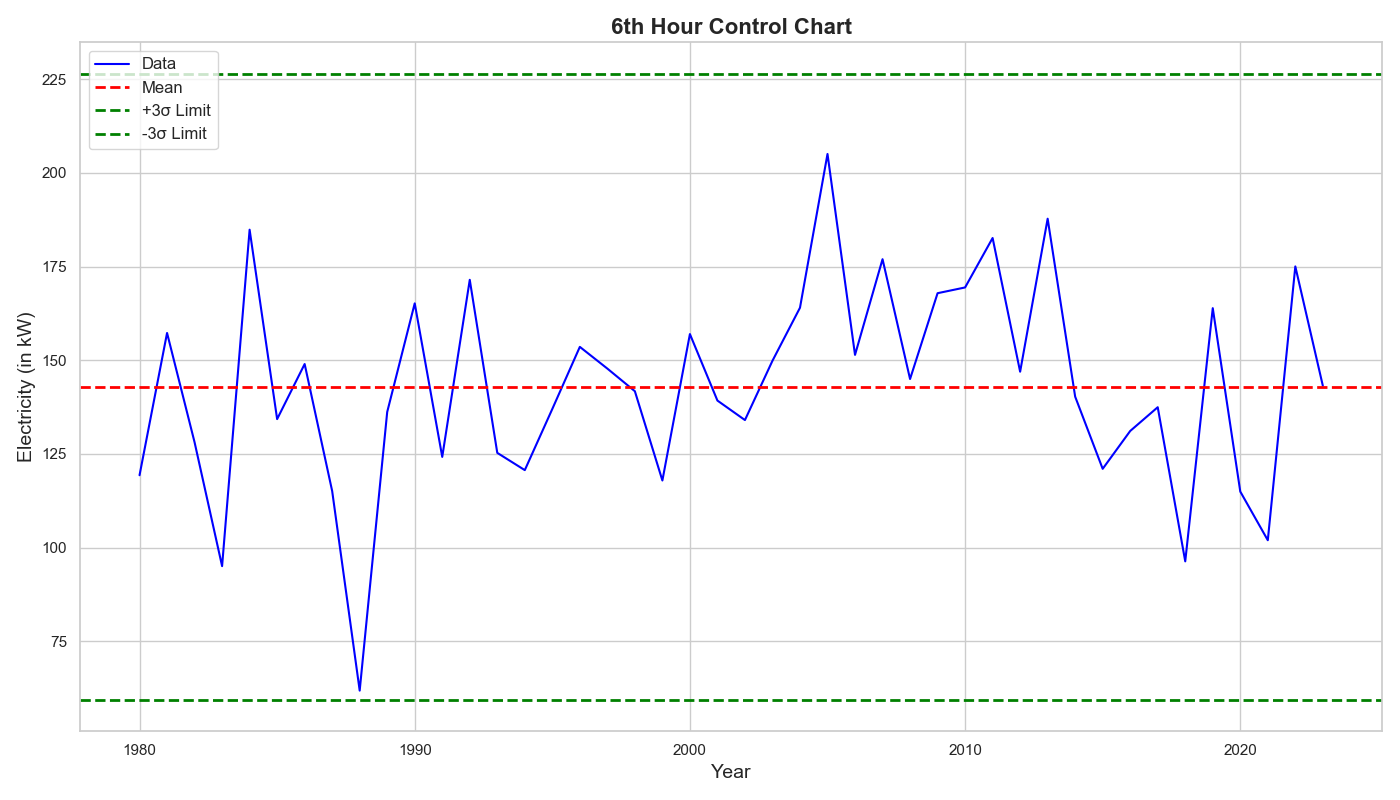 6th Hour Control Chart
Data
Mean
+3σ Limit
-3σ Limit
Electricity (in kW)
225
200
175
150
125
100
75
1980
1990
2000
2010
2020
Year